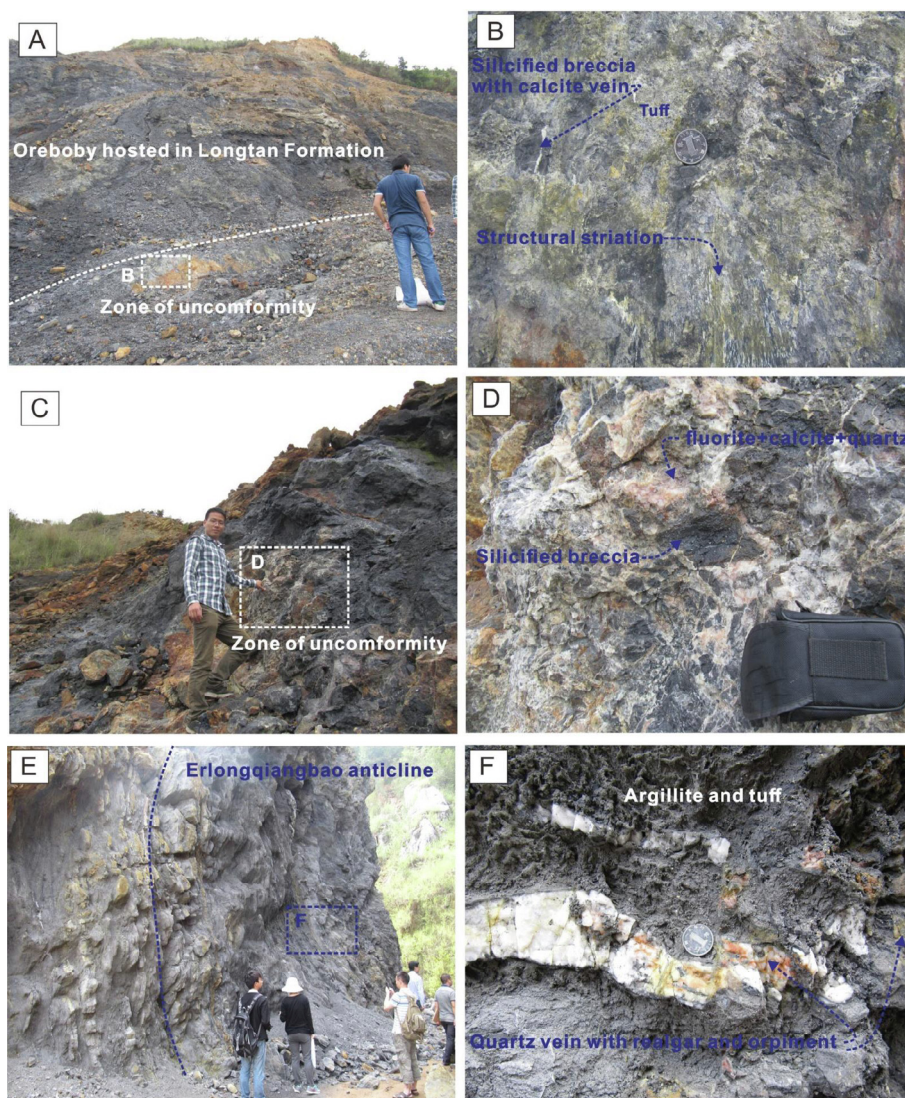 A
Oreboby hosted in Longtan Formation
B
Zone of uncomformity
B
Silicified breccia
with calcite vein
Tuff
Structural striation
C
D
Zone of uncomformity
D
fluorite+calcite+quartz
Silicified breccia
E
Erlongqiangbao anticline
F
F
Argillite and tuff
Quartz vein with realgar and orpiment